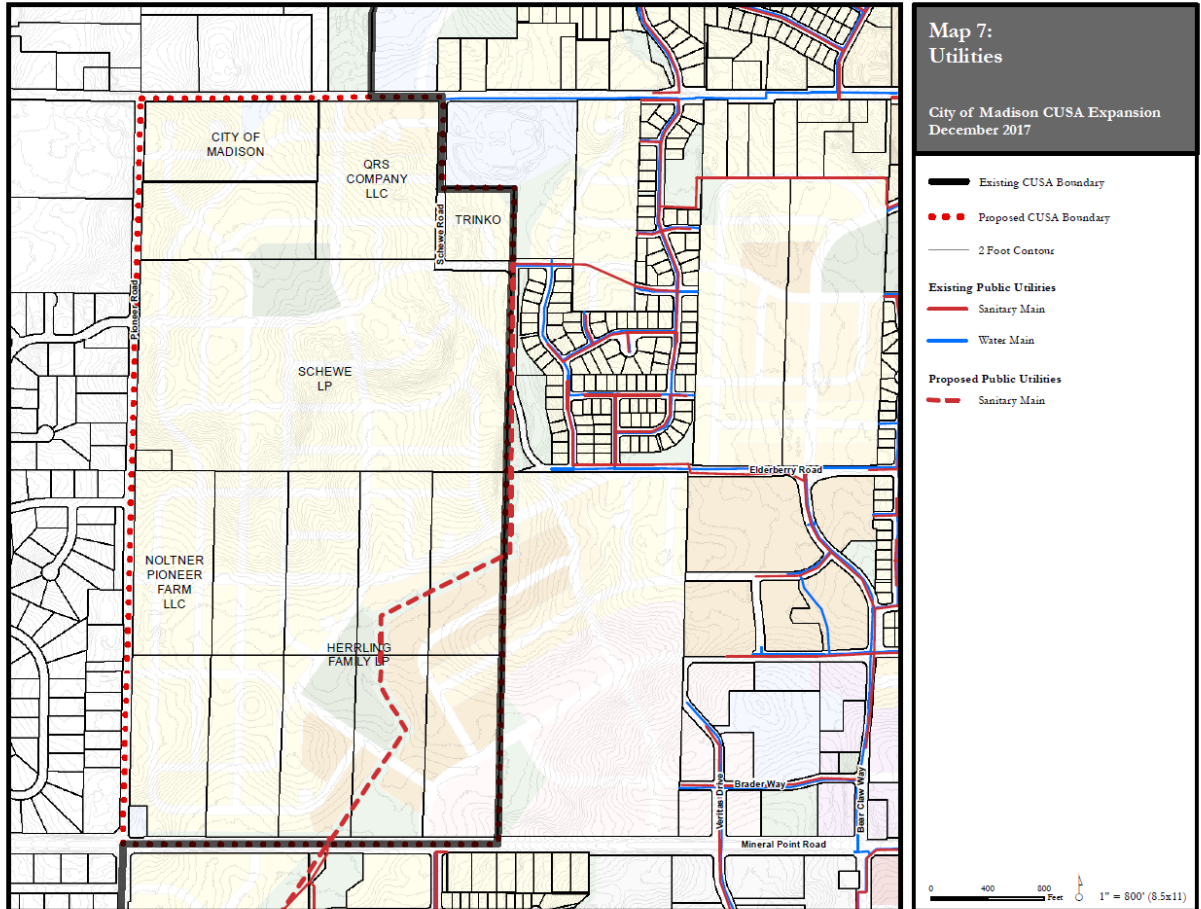 Map 7:
Utilities
City of Madison CUSA Expansion
December 2017
Existing CUSA Boundary
Proposed CUSA Boundary
2 Foot Contour
Existing Public Utilities
Sanitary Main
Water Main
Proposed Public Utilities
Sanitary Main
0 400 800
Feet
1" = 800' (8.5x11)
CITY OF
MADISON
QRS
COMPANY
LLC
TRINKO
Schewe Road
Pioneer Road
SCHEWE
LP
Elderberry Road
NOLTNER
PIONEER
FARM
LLC
HERRLING
FAMILY LP
Veritas Drive
Brader Way
Bear Claw Way
Mineral Point Road